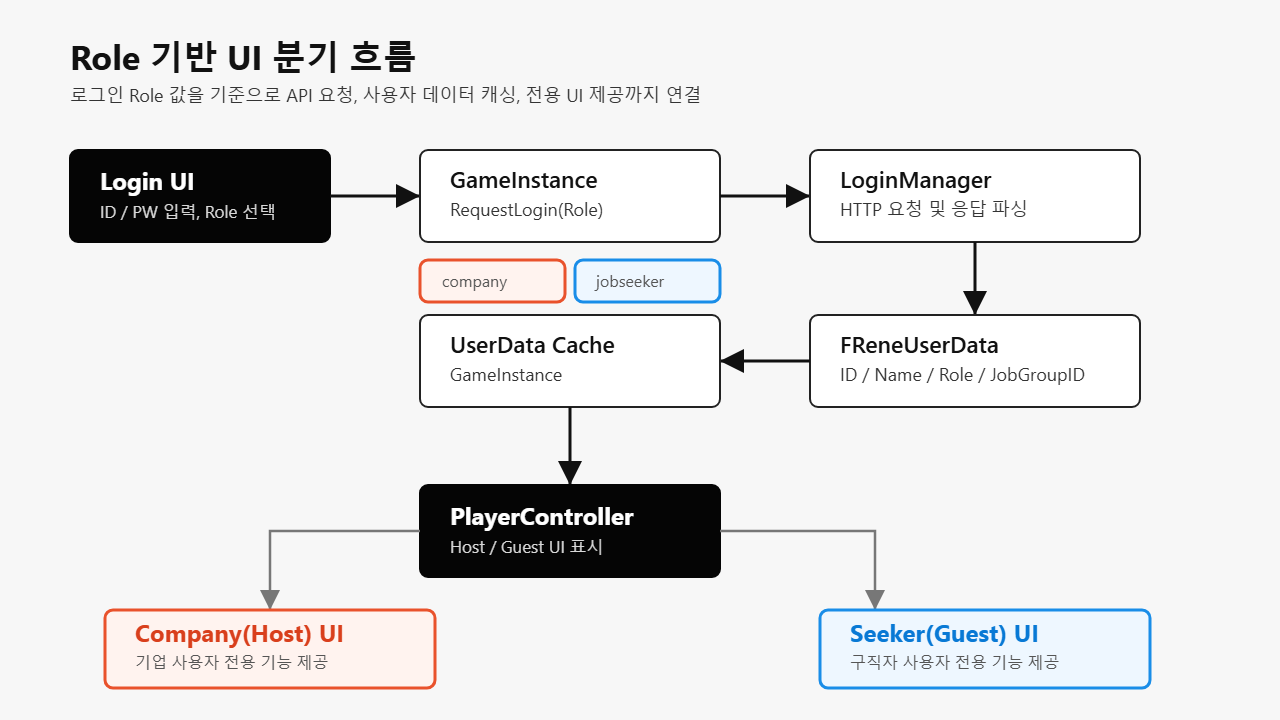 Role 기반 UI 분기 흐름
로그인 Role 값을 기준으로 API 요청, 사용자 데이터 캐싱, 전용 UI 제공까지 연결
Login UI
ID / PW 입력, Role 선택
GameInstance
RequestLogin(Role)
LoginManager
HTTP 요청 및 응답 파싱
company
jobseeker
UserData Cache
GameInstance
FReneUserData
ID / Name / Role / JobGroupID
PlayerController
Host / Guest UI 표시
Company(Host) UI
기업 사용자 전용 기능 제공
Seeker(Guest) UI
구직자 사용자 전용 기능 제공